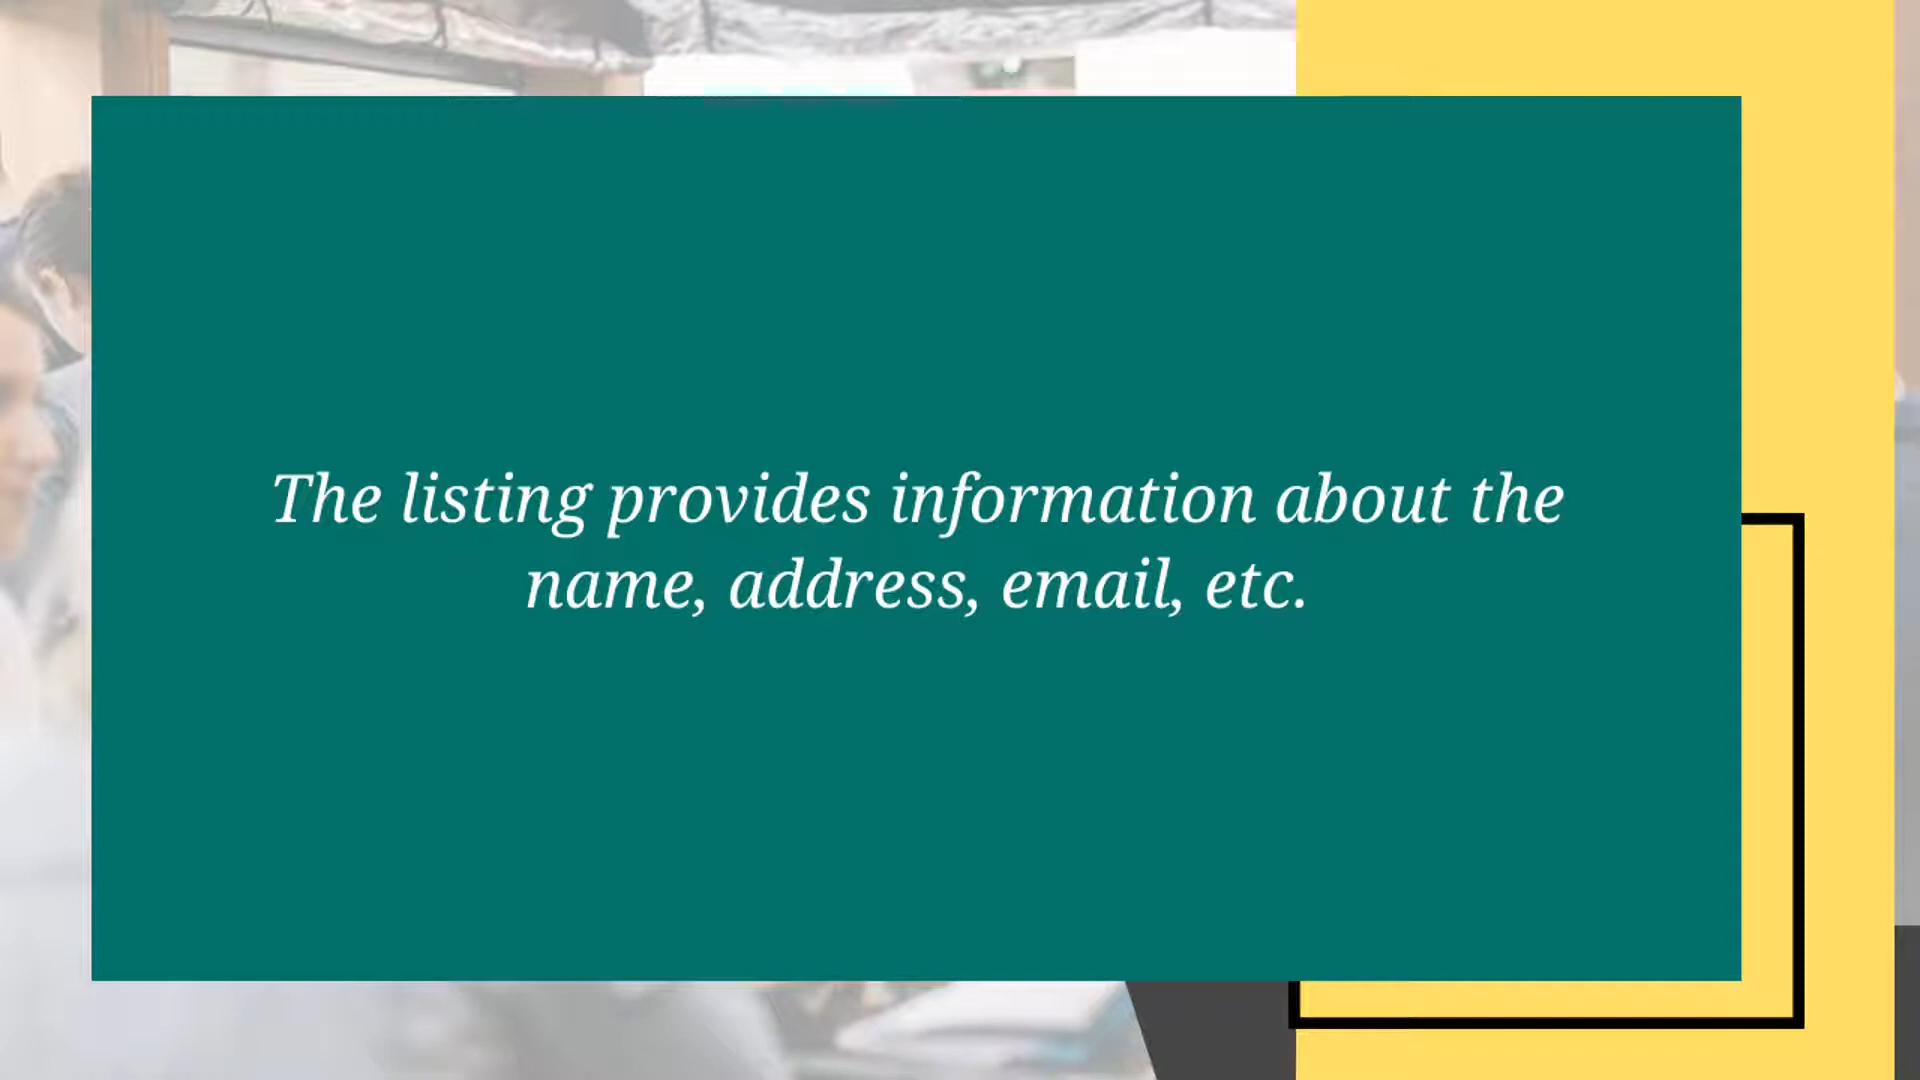 The listing provides information about the
name, address, email, etc.